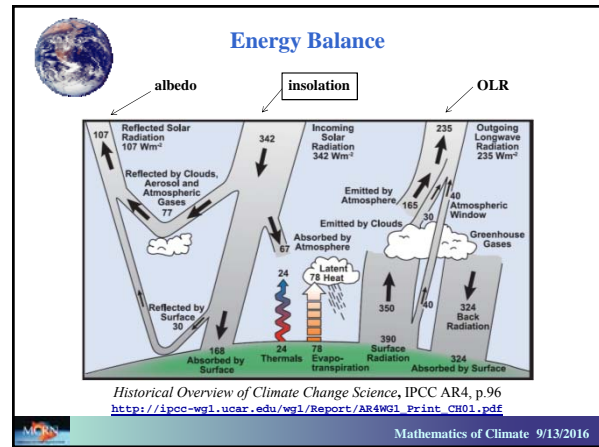 Energy Balance
albedo
insolation
OLR
107
Reflected Solar
Radiation
107 Wm-2
342
Incoming
Solar
Radiation
342 Wm-2
235
Outgoing
Longwave
Radiation
235 Wm-2
Reflected by Clouds,
Aerosol and
Atmospheric
Gases
77
Emitted by
Atmosphere
165
40
Atmospheric
Window
Emitted by Clouds
30
Greenhouse
Gases
67
Absorbed by
Atmosphere
24
78
Latent
Heat
Reflected by
Surface
30
350
40
324
Back
Radiation
168
Absorbed by
Surface
24
Thermals
78
Evapo-
transpiration
390
Surface
Radiation
324
Absorbed by Surface
Historical Overview of Climate Change Science, IPCC AR4, p.96
http://ipcc-wg1.ucar.edu/wg1/Report/AR4WG1_Print_CH01.pdf
MCRN
Mathematics of Climate 9/13/2016